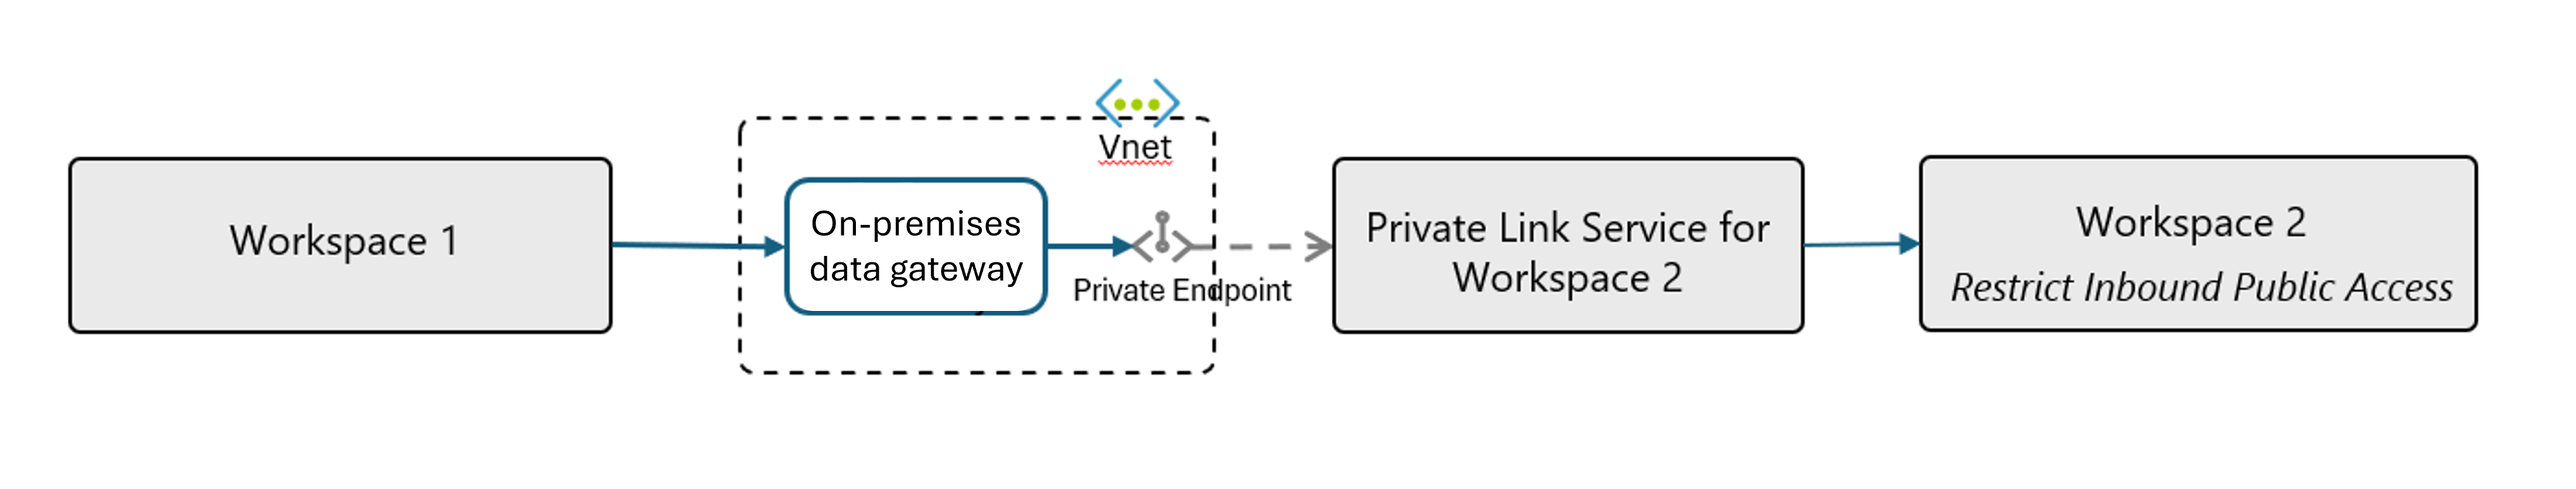 Workspace 1
Vnet
On-premises
data gateway
Private Endpoint
Private Link Service for
Workspace 2
Workspace 2
Restrict Inbound Public Access